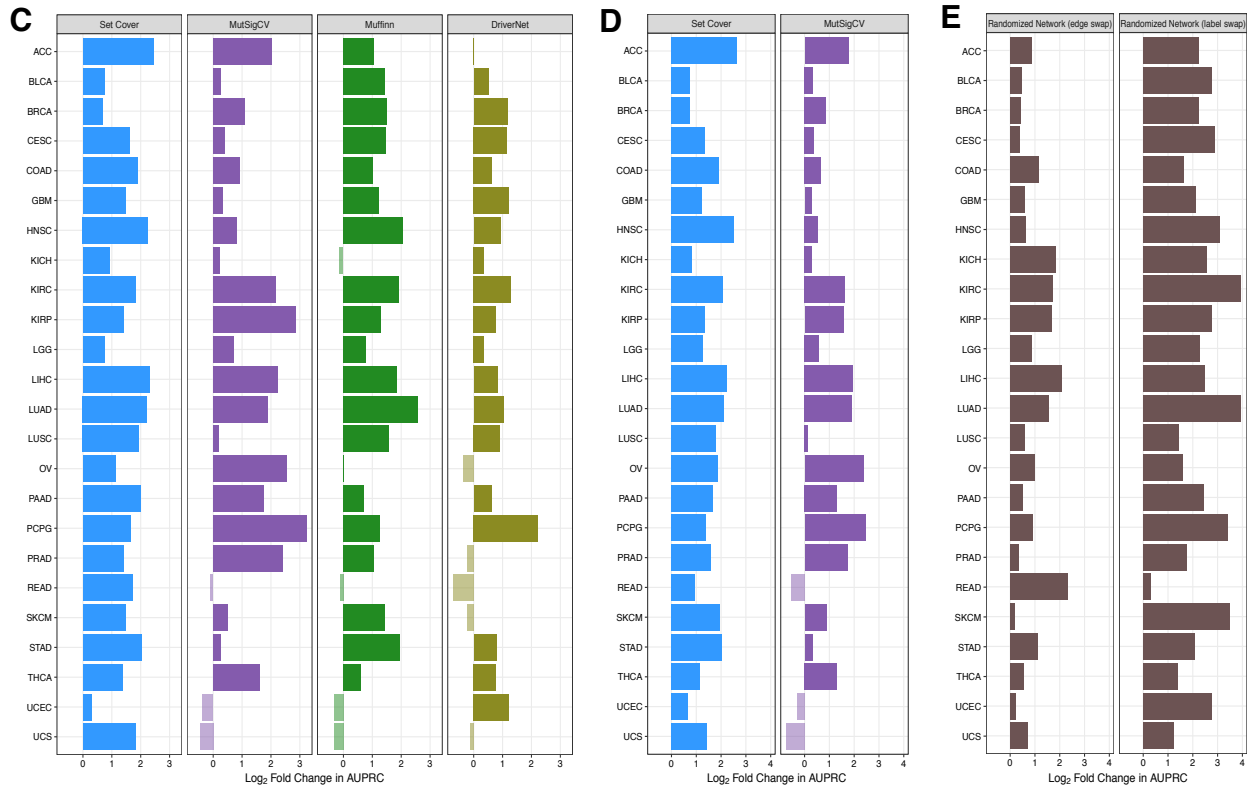 C
Set Cover
MutSigCV
Muffinn
DriverNet
ACC
BLCA
BRCA
CESC
COAD
GBM
HNSC
KICH
KIRC
KIRP
LGG
LIHC
LUAD
LUSC
OV
PAAD
PCPG
PRAD
READ
SKCM
STAD
THCA
UCEC
UCS
0 1 2 3
0 1 2 3
0 1 2 3
0 1 2 3
Log2 Fold Change in AUPRC
D
Set Cover
MutSigCV
ACC
BLCA
BRCA
CESC
COAD
GBM
HNSC
KICH
KIRC
KIRP
LGG
LIHC
LUAD
LUSC
OV
PAAD
PCPG
PRAD
READ
SKCM
STAD
THCA
UCEC
UCS
0 1 2 3 4
0 1 2 3 4
Log2 Fold Change in AUPRC
E
Randomized Network (edge swap)
Randomized Network (label swap)
ACC
BLCA
BRCA
CESC
COAD
GBM
HNSC
KICH
KIRC
KIRP
LGG
LIHC
LUAD
LUSC
OV
PAAD
PCPG
PRAD
READ
SKCM
STAD
THCA
UCEC
UCS
0 1 2 3 4
0 1 2 3 4
Log2 Fold Change in AUPRC